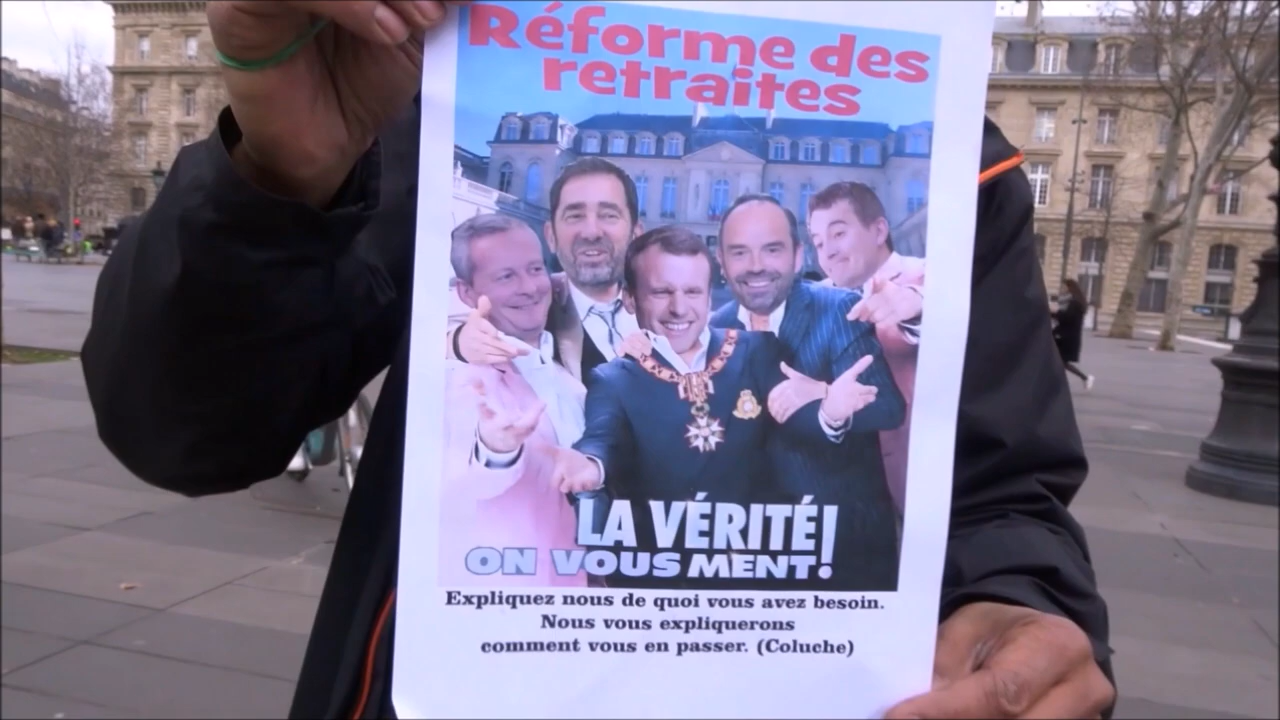 Réforme des
retraites
LA VÉRITÉ!
ON VOUS MENT!
Expliquez nous de quoi vous avez besoin.
Nous vous expliquerons
comment vous en passer. (Coluche)